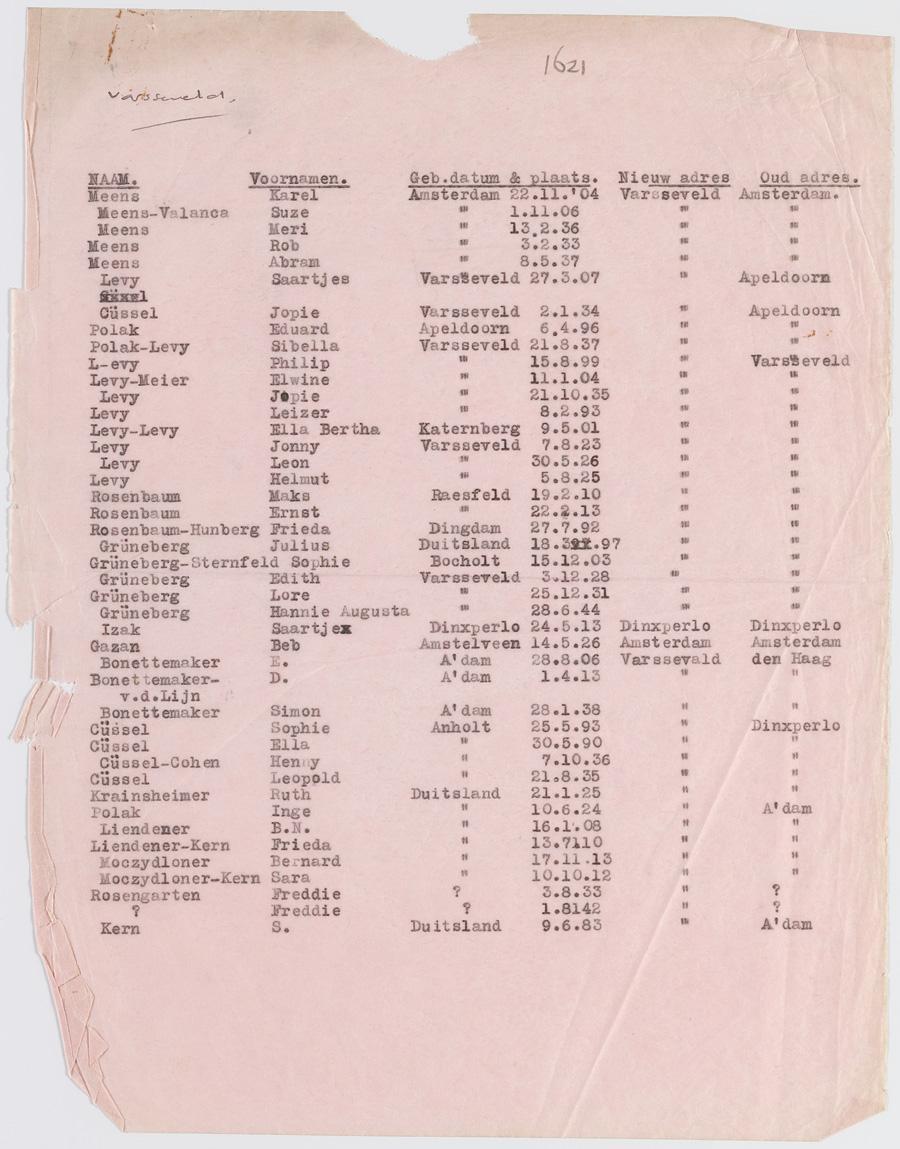 1621
Varsseveld.
NAAM. Voornamen. Geb.datum & plaats. Nieuw adres Oud adres.
Meens Karel Amsterdam 22.11.'04 Varsseveld Amsterdam.
Meens-Valanca Suze " 1.11.06 " "
Meens Meri " 13.2.36 " "
Meens Rob " 3.2.33 " "
Meens Abram " 8.5.37 " "
Levy Saartjes Varsseveld 27.3.07 " Apeldoorn
Cüssel Jopie Varsseveld 2.1.34 " Apeldoorn
Polak Eduard Apeldoorn 6.4.96 " "
Polak-Levy Sibella Varsseveld 21.8.37 " "
L-evy Philip " 15.8.99 " Varsseveld
Levy-Meier Elwine " 11.1.04 " "
Levy Jopie " 21.10.35 " "
Levy Leizer " 8.2.93 " "
Levy-Levy Ella Bertha Katernberg 9.5.01 " "
Levy Jonny Varsseveld 7.8.23 " "
Levy Leon " 30.5.26 " "
Levy Helmut " 5.8.25 " "
Rosenbaum Maks Raesfeld 19.2.10 " "
Rosenbaum Ernst " 22.2.13 " "
Rosenbaum-Hunberg Frieda Dingdam 27.7.92 " "
Grüneberg Julius Duitsland 18.3.97 " "
Grüneberg-Sternfeld Sophie Bocholt 15.12.03 " "
Grüneberg Edith Varsseveld 3.12.28 " "
Grüneberg Lore " 25.12.31 " "
Grüneberg Hannie Augusta " 28.6.44 " "
Izak Saartjex Dinxperlo 24.5.13 Dinxperlo Dinxperlo
Gazan Beb Amstelveen 14.5.26 Amsterdam Amsterdam
Bonettemaker E. A'dam 28.8.06 Varssevald den Haag
Bonettemaker- D. A'dam 1.4.13 " "
v.d.Lijn
Bonettemaker Simon A'dam 28.1.38 " "
Cüssel Sophie Anholt 25.5.93 " Dinxperlo
Cüssel Ella " 30.5.90 " "
Cüssel-Cohen Henny " 7.10.36 " "
Cüssel Leopold " 21.8.35 " "
Krainsheimer Ruth Duitsland 21.1.25 " "
Polak Inge " 10.6.24 " A'dam
Liendener B.N. " 16.1.08 " "
Liendener-Kern Frieda " 13.7110 " "
Moczydloner Bernard " 17.11.13 " "
Moczydloner-Kern Sara " 10.10.12 " "
Rosengarten Freddie ? 3.8.33 " ?
? Freddie ? 1.8142 " ?
Kern S. Duitsland 9.6.83 " A'dam